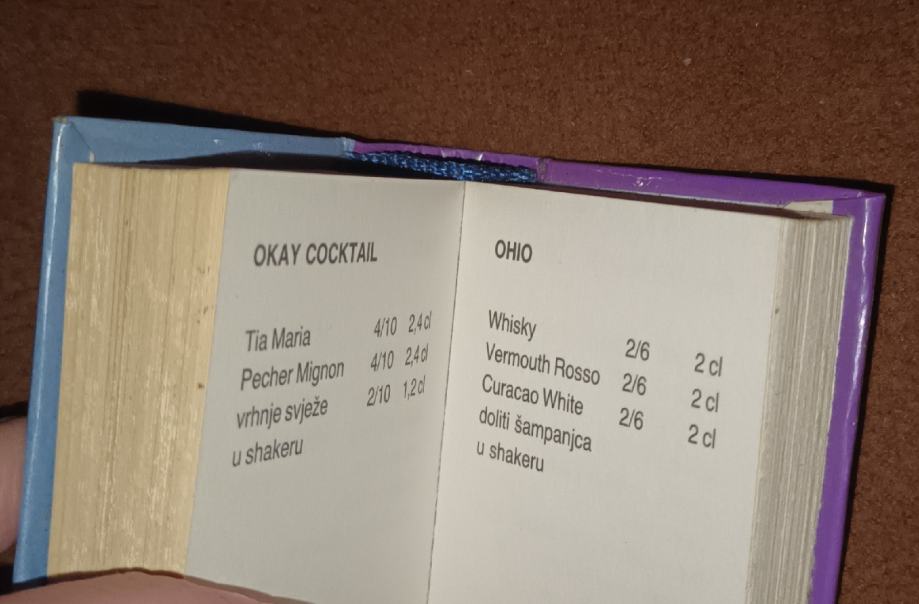 OKAY COCKTAIL
Tia Maria 4/10 2,4 cl
Pecher Mignon 4/10 2,4 cl
vrhnje svježe 2/10 1,2 cl
u shakeru
OHIO
Whisky 2/6 2 cl
Vermouth Rosso 2/6 2 cl
Curacao White 2/6 2 cl
doliti šampanjca
u shakeru